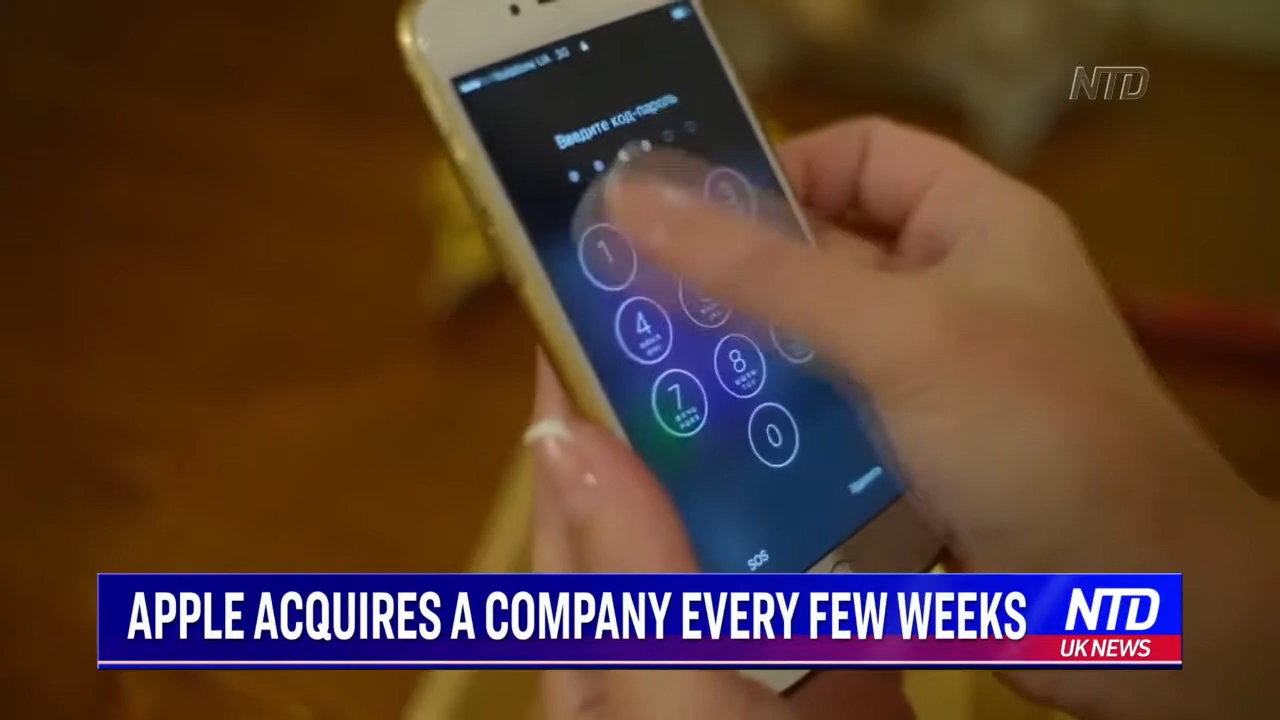 NTD
Введите код-пароль
1
4
8
7
0
SOS
APPLE ACQUIRES A COMPANY EVERY FEW WEEKS
NTD
UK NEWS